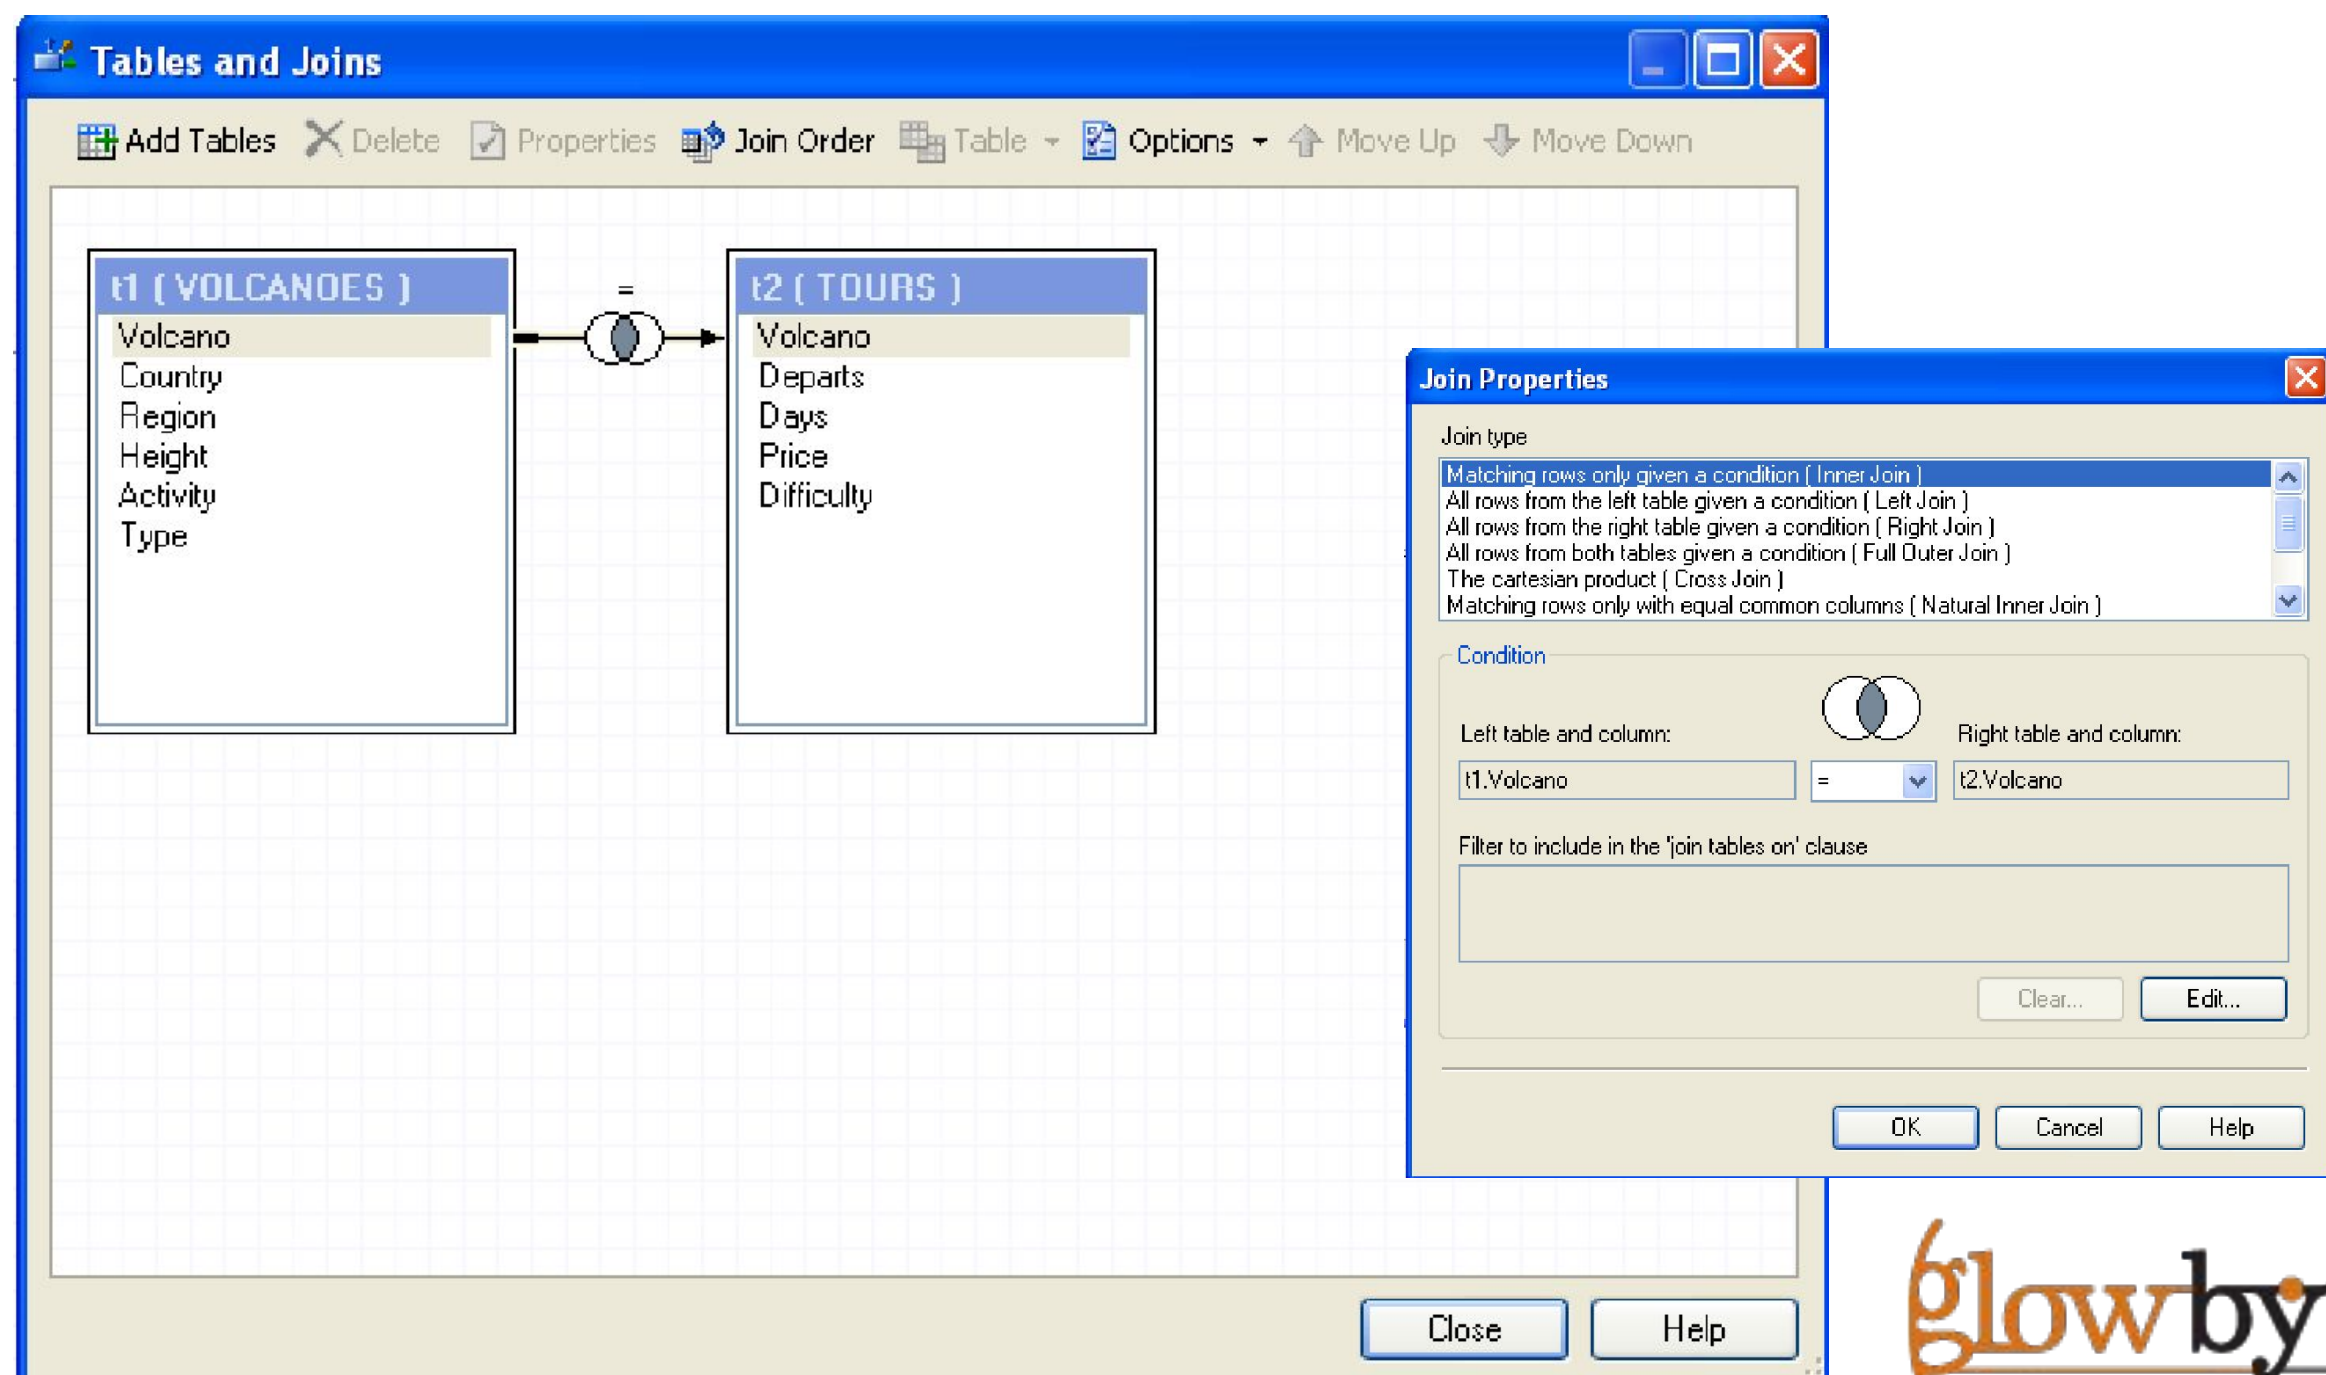 Tables and Joins
Add Tables Delete Properties Join Order Table Options Move Up Move Down
t1 ( VOLCANOES )
Volcano
Country
Region
Height
Activity
Type
=
t2 ( TOURS )
Volcano
Departs
Days
Price
Difficulty
Join Properties
Join type
Matching rows only given a condition ( Inner Join )
All rows from the left table given a condition ( Left Join )
All rows from the right table given a condition ( Right Join )
All rows from both tables given a condition ( Full Outer Join )
The cartesian product ( Cross Join )
Matching rows only with equal common columns ( Natural Inner Join )
Condition
Left table and column: Right table and column:
t1.Volcano = t2.Volcano
Filter to include in the 'join tables on' clause
Clear... Edit...
OK Cancel Help
Close Help
glowby